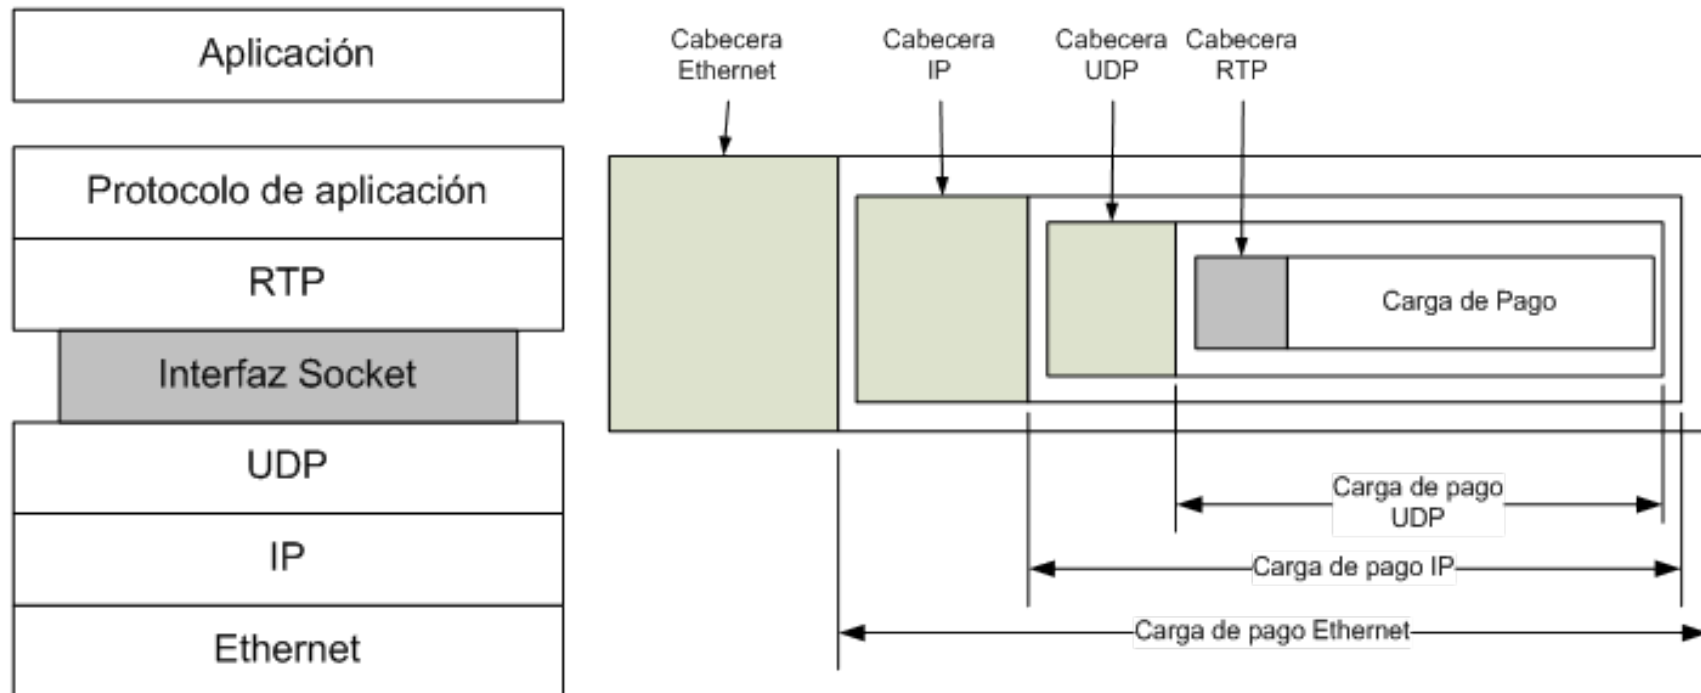 Aplicación
Protocolo de aplicación
RTP
Interfaz Socket
UDP
IP
Ethernet
Cabecera
Ethernet
Cabecera
IP
Cabecera
UDP
Cabecera
RTP
Carga de Pago
Carga de pago
UDP
Carga de pago IP
Carga de pago Ethernet